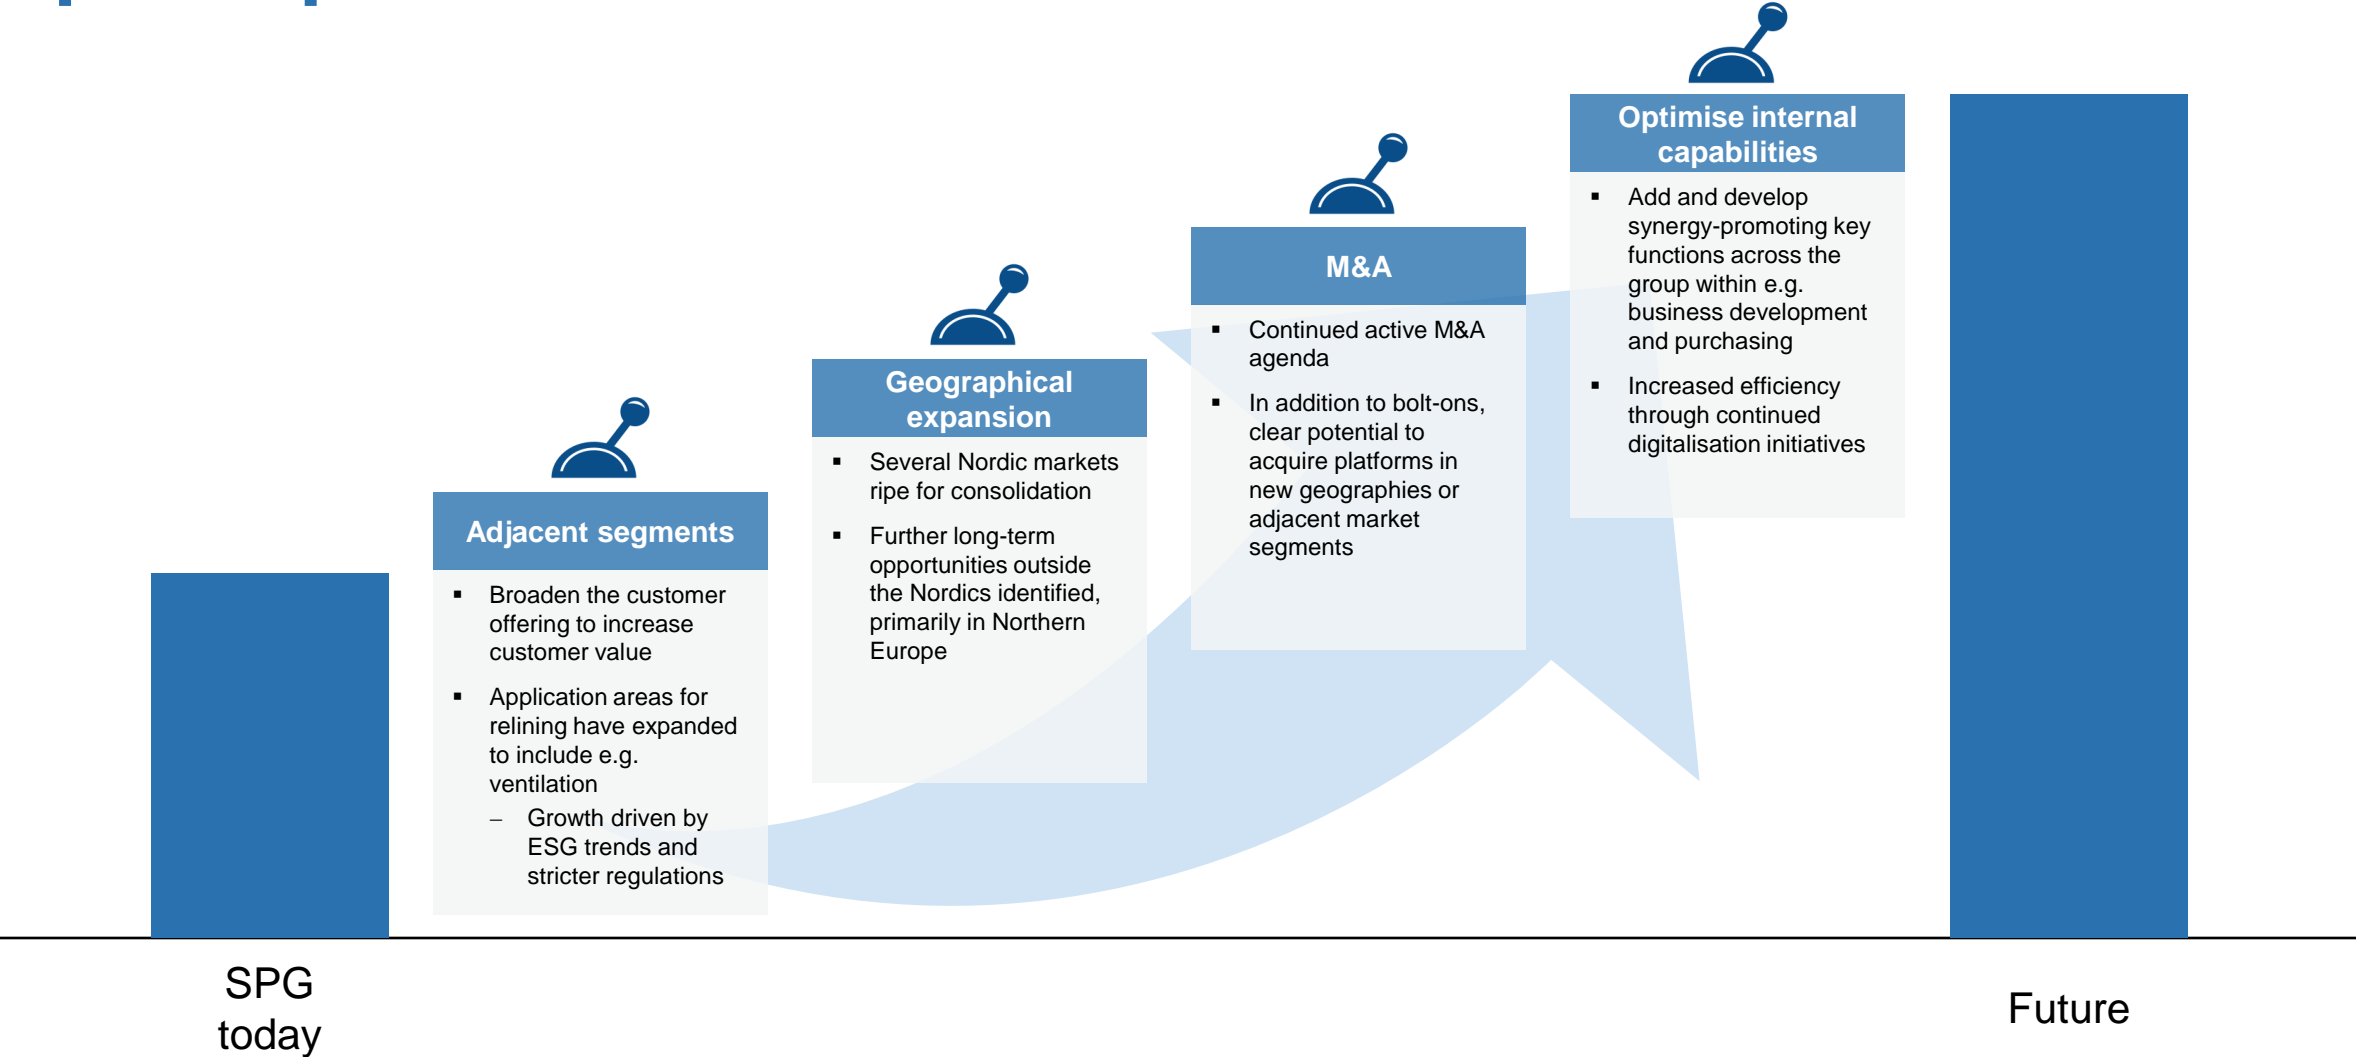 Adjacent segments
▪ Broaden the customer
offering to increase
customer value
▪ Application areas for
relining have expanded
to include e.g.
ventilation
– Growth driven by
ESG trends and
stricter regulations
Geographical
expansion
▪ Several Nordic markets
ripe for consolidation
▪ Further long-term
opportunities outside
the Nordics identified,
primarily in Northern
Europe
M&A
▪ Continued active M&A
agenda
▪ In addition to bolt-ons,
clear potential to
acquire platforms in
new geographies or
adjacent market
segments
Optimise internal
capabilities
▪ Add and develop
synergy-promoting key
functions across the
group within e.g.
business development
and purchasing
▪ Increased efficiency
through continued
digitalisation initiatives
SPG
today
Future